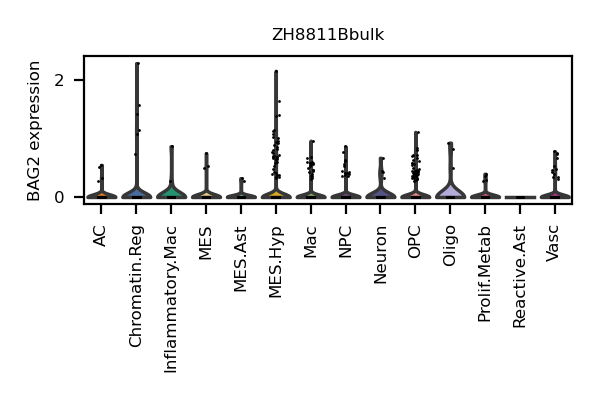 ZH8811Bbulk
BAG2 expression
2
0
AC
Chromatin.Reg
Inflammatory.Mac
MES
MES.Ast
MES.Hyp
Mac
NPC
Neuron
OPC
Oligo
Prolif.Metab
Reactive.Ast
Vasc